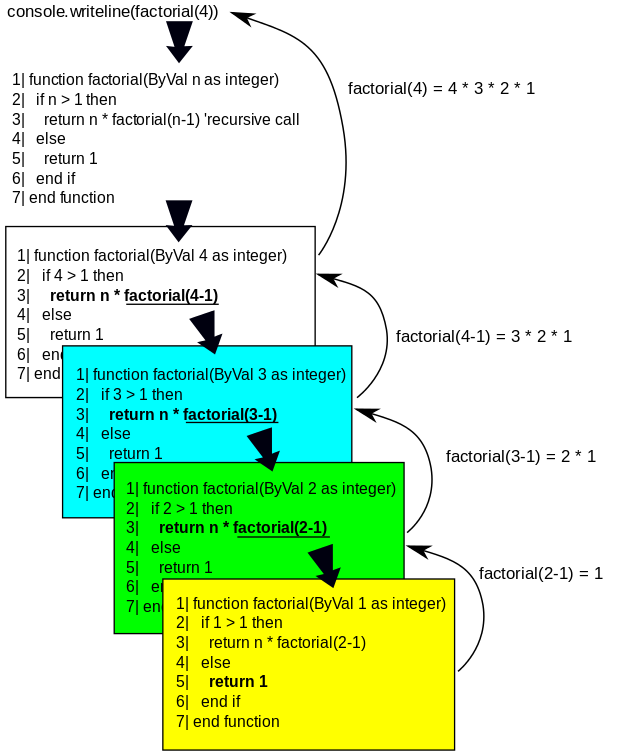 console.writeline(factorial(4))
factorial(4) = 4 * 3 * 2 * 1
1| function factorial(ByVal n as integer)
2| if n > 1 then
3| return n * factorial(n-1) 'recursive call
4| else
5| return 1
6| end if
7| end function
1| function factorial(ByVal 4 as integer)
2| if 4 > 1 then
3| return n * factorial(4-1)
4| else
5| return 1
6| en
7| end
factorial(4-1) = 3 * 2 * 1
1| function factorial(ByVal 3 as integer)
2| if 3 > 1 then
3| return n * factorial(3-1)
4| else
5| return 1
6| en
7| end
factorial(3-1) = 2 * 1
1| function factorial(ByVal 2 as integer)
2| if 2 > 1 then
3| return n * factorial(2-1)
4| else
5| return 1
6| en
7| end
factorial(2-1) = 1
1| function factorial(ByVal 1 as integer)
2| if 1 > 1 then
3| return n * factorial(2-1)
4| else
5| return 1
6| end if
7| end function